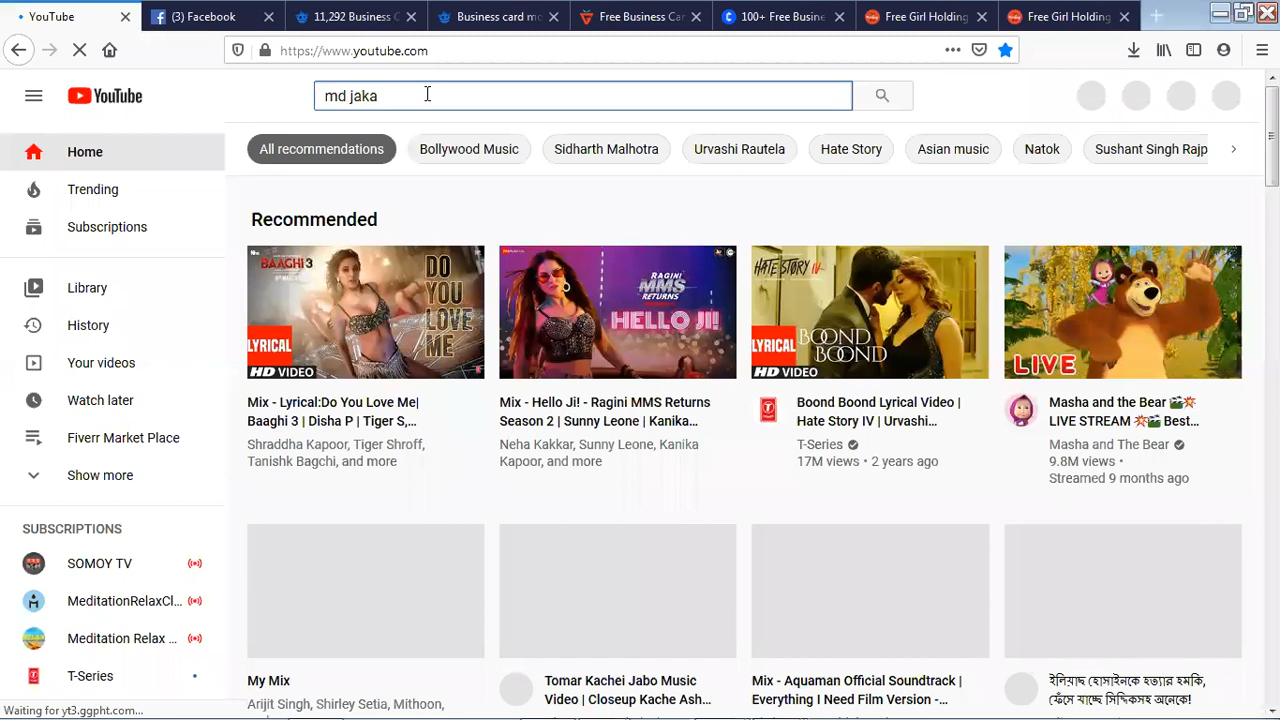 YouTube
(3) Facebook
11,292 Business C
Business card mo
Free Business Car
100+ Free Busine
Free Girl Holding
Free Girl Holding
https://www.youtube.com
YouTube
md jaka
All recommendations
Bollywood Music
Sidharth Malhotra
Urvashi Rautela
Hate Story
Asian music
Natok
Sushant Singh Rajp
Home
Trending
Subscriptions
Library
History
Your videos
Watch later
Fiverr Market Place
Show more
SUBSCRIPTIONS
SOMOY TV
MeditationRelaxCl...
Meditation Relax ...
T-Series
Recommended
BAAGHI 3
DO
YOU
LOVE
ME
LYRICAL
HD VIDEO
Mix - Lyrical:Do You Love Me|
Baaghi 3 | Disha P | Tiger S,...
Shraddha Kapoor, Tiger Shroff,
Tanishk Bagchi, and more
RAGINI
MMS
RETURNS
HELLO JI!
Mix - Hello Ji! - Ragini MMS Returns
Season 2 | Sunny Leone | Kanika...
Neha Kakkar, Sunny Leone, Kanika
Kapoor, and more
HATE STORY IV
LYRICAL
BOOND
BOOND
HD VIDEO
Boond Boond Lyrical Video |
Hate Story IV | Urvashi...
T-Series
17M views • 2 years ago
LIVE
Masha and the Bear 🎬💥
LIVE STREAM 💥🎬 Best...
Masha and The Bear
9.8M views •
Streamed 9 months ago
My Mix
Arijit Singh, Shirley Setia, Mithoon,
Tomar Kachei Jabo Music
Video | Closeup Kache Ash...
Mix - Aquaman Official Soundtrack |
Everything I Need Film Version -...
ইলিয়াছ হোসাইনকে হত্যার হুমকি,
ফেঁসে যাচ্ছে সিদ্দিকসহ অনেকে!
Waiting for yt3.ggpht.com...